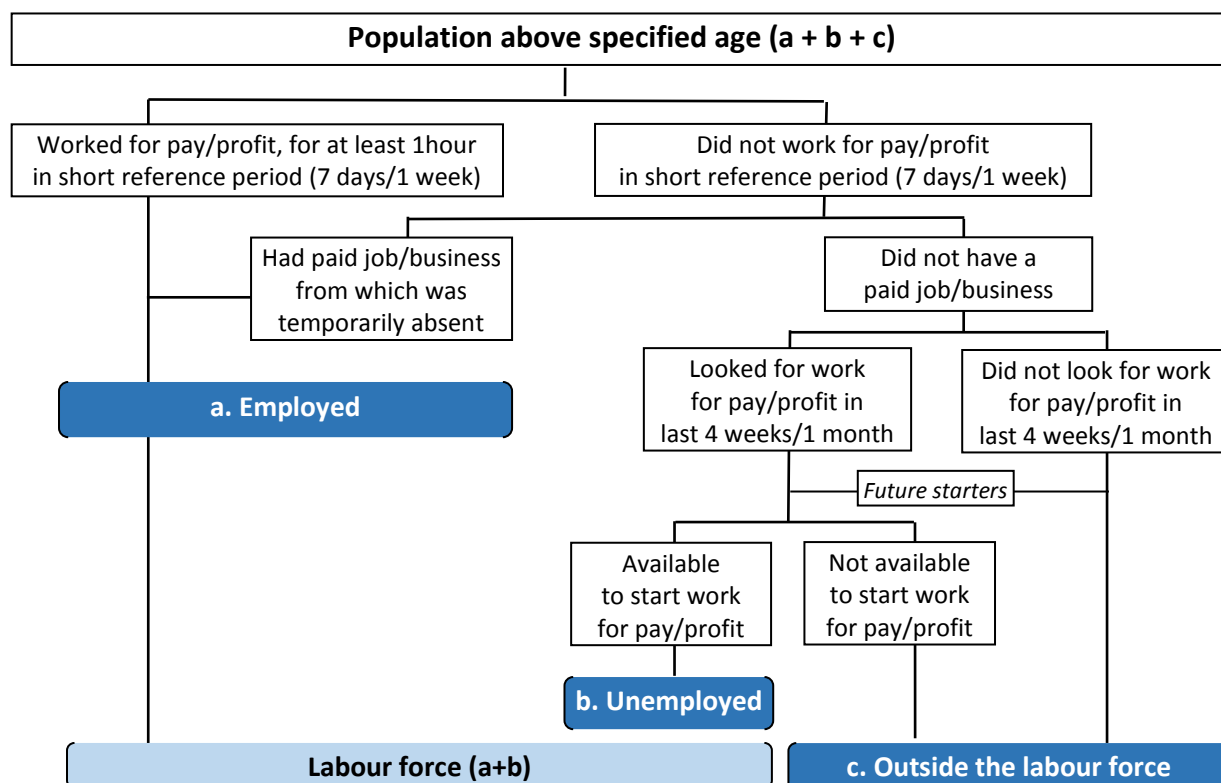 Population above specified age (a + b + c)
Worked for pay/profit, for at least 1hour
in short reference period (7 days/1 week)
Did not work for pay/profit
in short reference period (7 days/1 week)
Had paid job/business
from which was
temporarily absent
Did not have a
paid job/business
a. Employed
Looked for work
for pay/profit in
last 4 weeks/1 month
Did not look for work
for pay/profit in
last 4 weeks/1 month
Future starters
Available
to start work
for pay/profit
Not available
to start work
for pay/profit
b. Unemployed
Labour force (a+b)
c. Outside the labour force